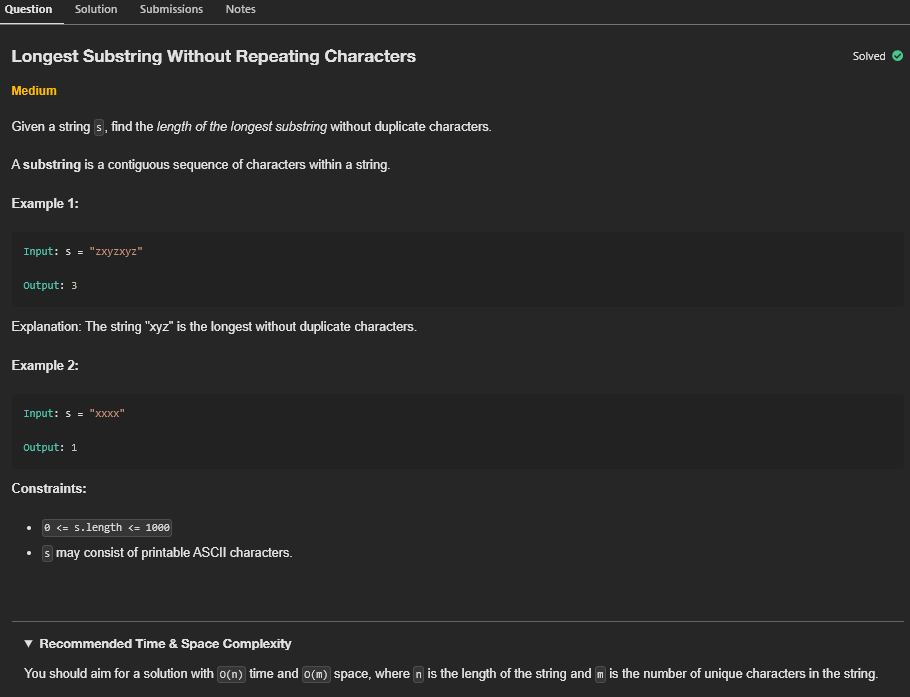 Question Solution Submissions Notes
Longest Substring Without Repeating Characters
Solved
Medium
Given a string s, find the length of the longest substring without duplicate characters.
A substring is a contiguous sequence of characters within a string.
Example 1:
Input: s = "zxyzxyz"
Output: 3
Explanation: The string "xyz" is the longest without duplicate characters.
Example 2:
Input: s = "xxxx"
Output: 1
Constraints:
• 0 <= s.length <= 1000
• s may consist of printable ASCII characters.
▼ Recommended Time & Space Complexity
You should aim for a solution with O(n) time and O(m) space, where n is the length of the string and m is the number of unique characters in the string.